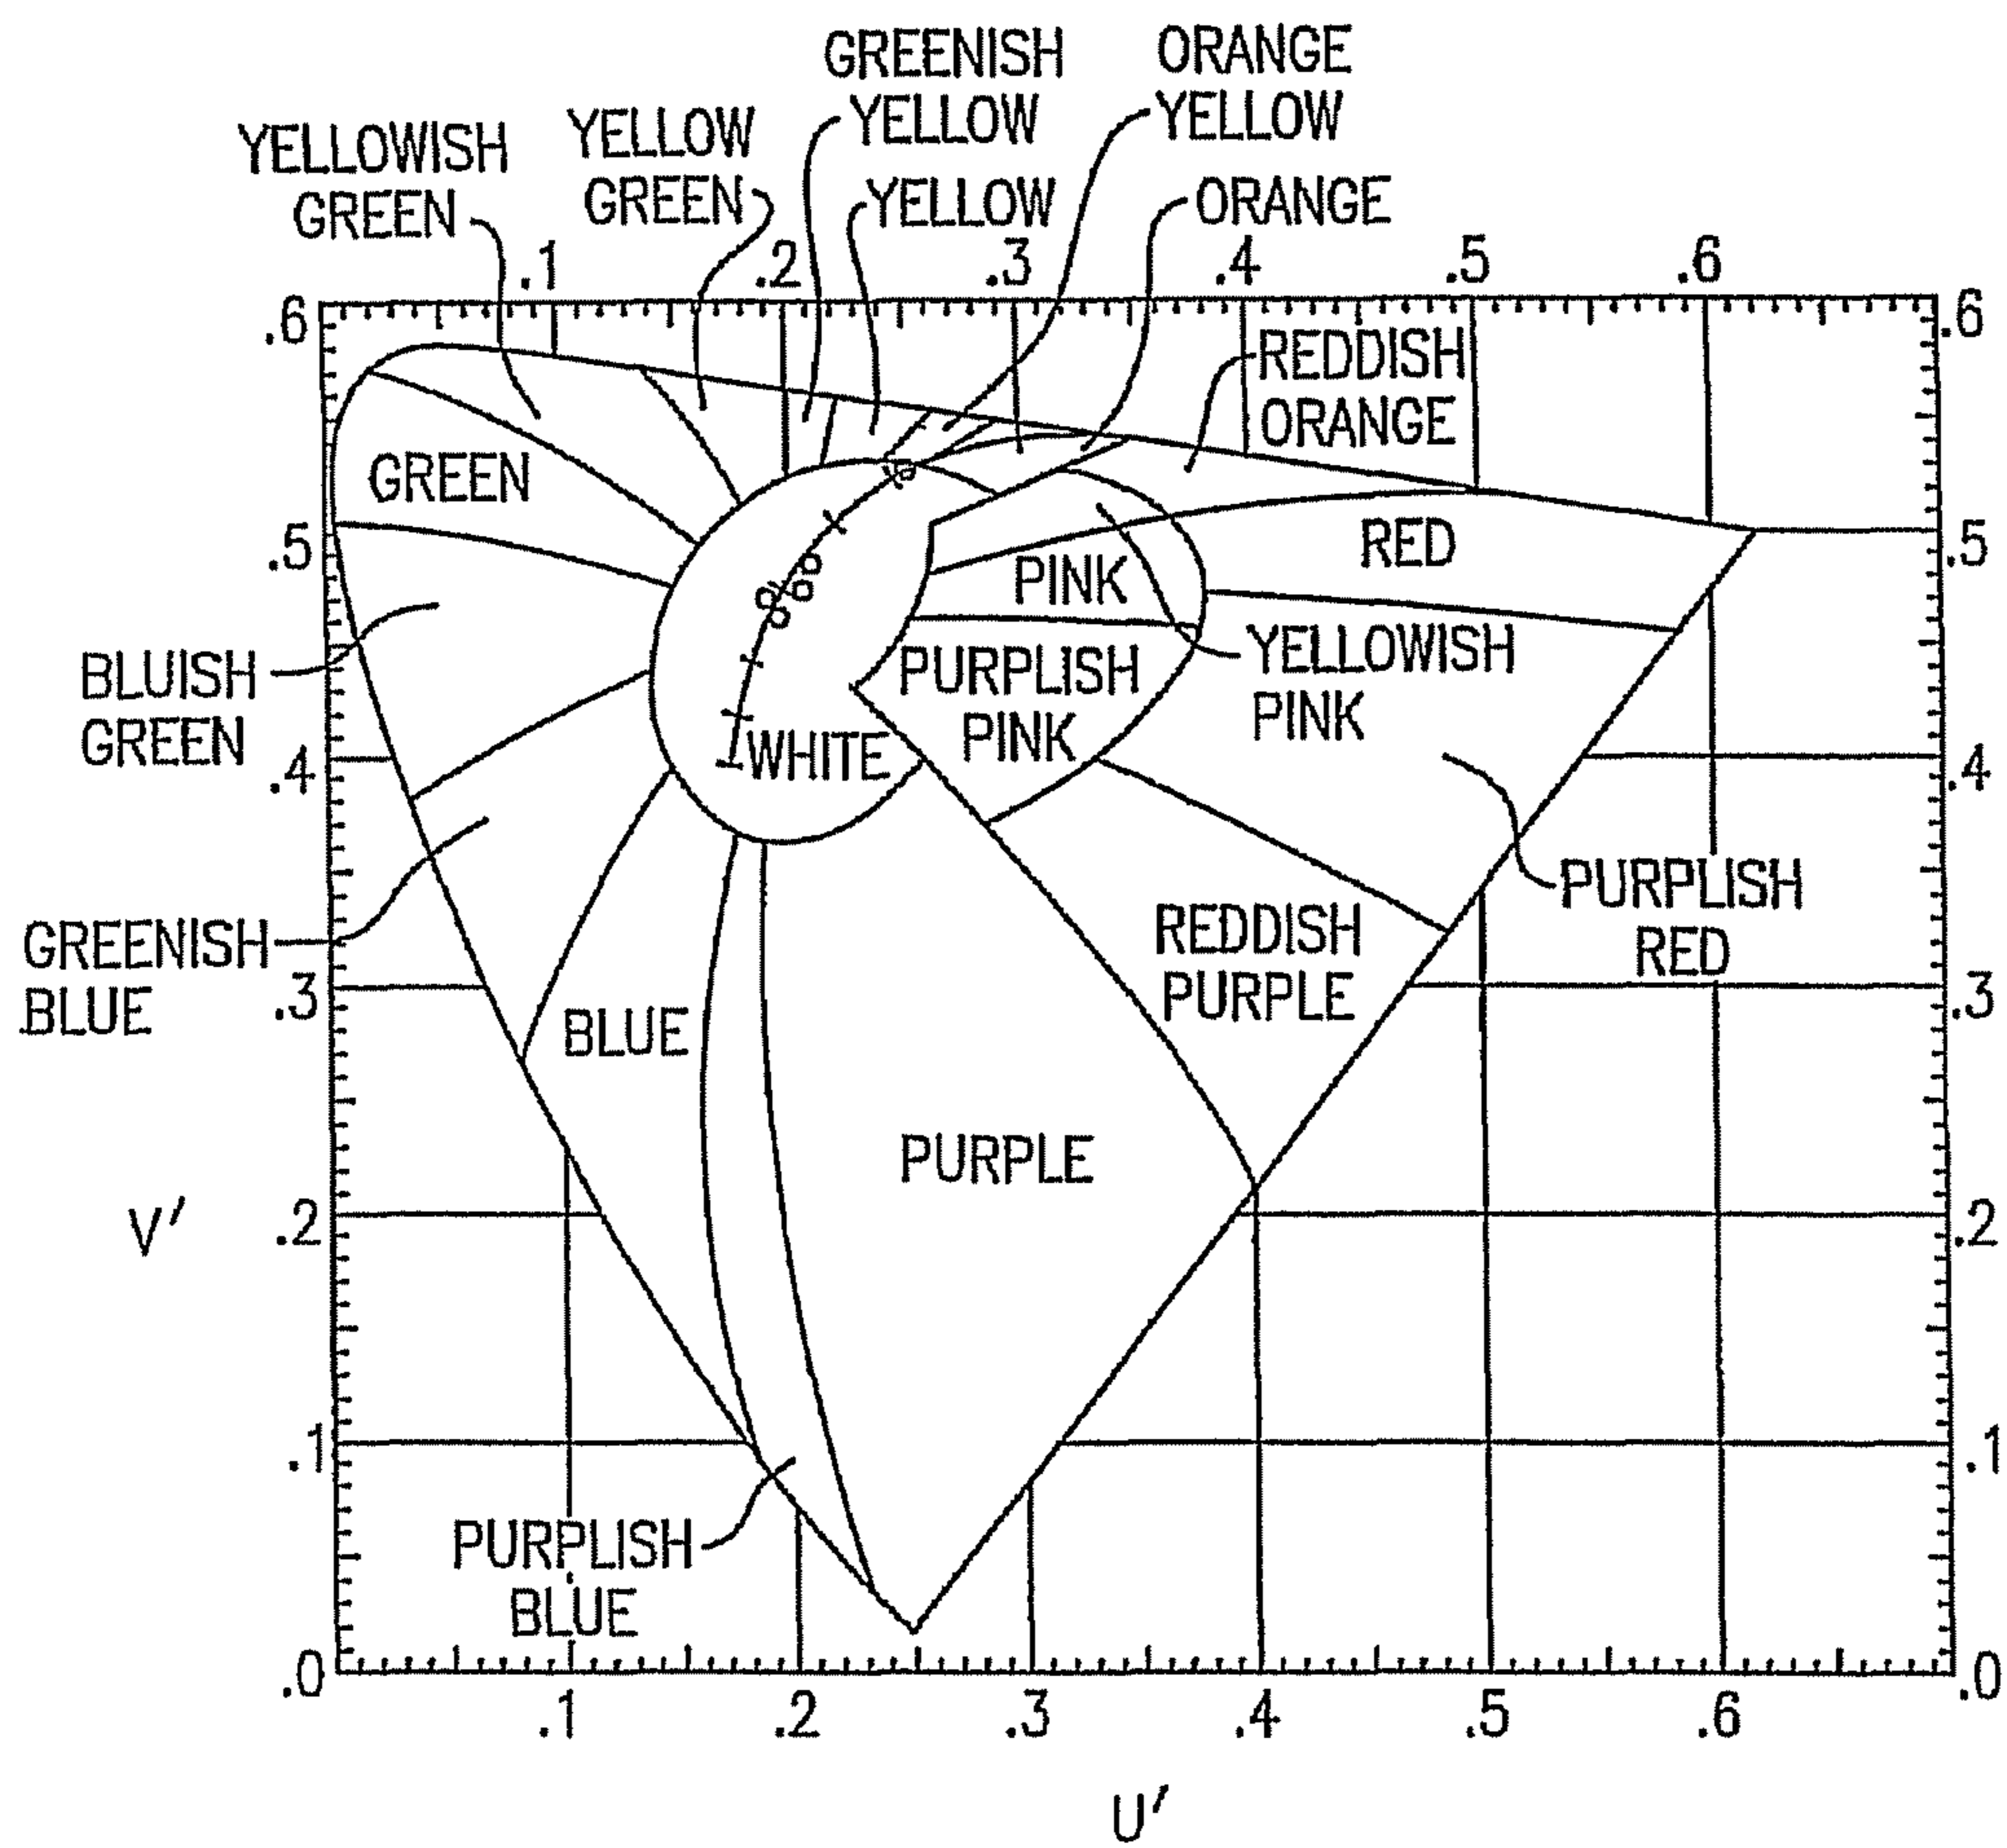 GREENISH
YELLOW
ORANGE
YELLOW
YELLOWISH
GREEN
YELLOW
GREEN
YELLOW
ORANGE
.1
.2
.3
.4
.5
.6
.6
.6
REDDISH
ORANGE
GREEN
.5
RED
.5
PINK
BLUISH
GREEN
PURPLISH
PINK
YELLOWISH
PINK
.4
WHITE
.4
GREENISH
BLUE
PURPLISH
RED
REDDISH
PURPLE
.3
.3
BLUE
PURPLE
V'
.2
.2
.1
.1
PURPLISH
BLUE
.0
.0
.1
.2
.3
.4
.5
.6
U'